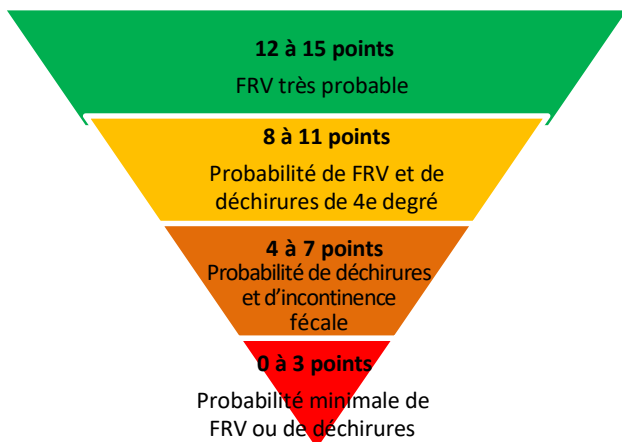 12 à 15 points
FRV très probable
8 à 11 points
Probabilité de FRV et de
déchirures de 4e degré
4 à 7 points
Probabilité de déchirures
et d'incontinence
fécale
0 à 3 points
Probabilité minimale de
FRV ou de déchirures